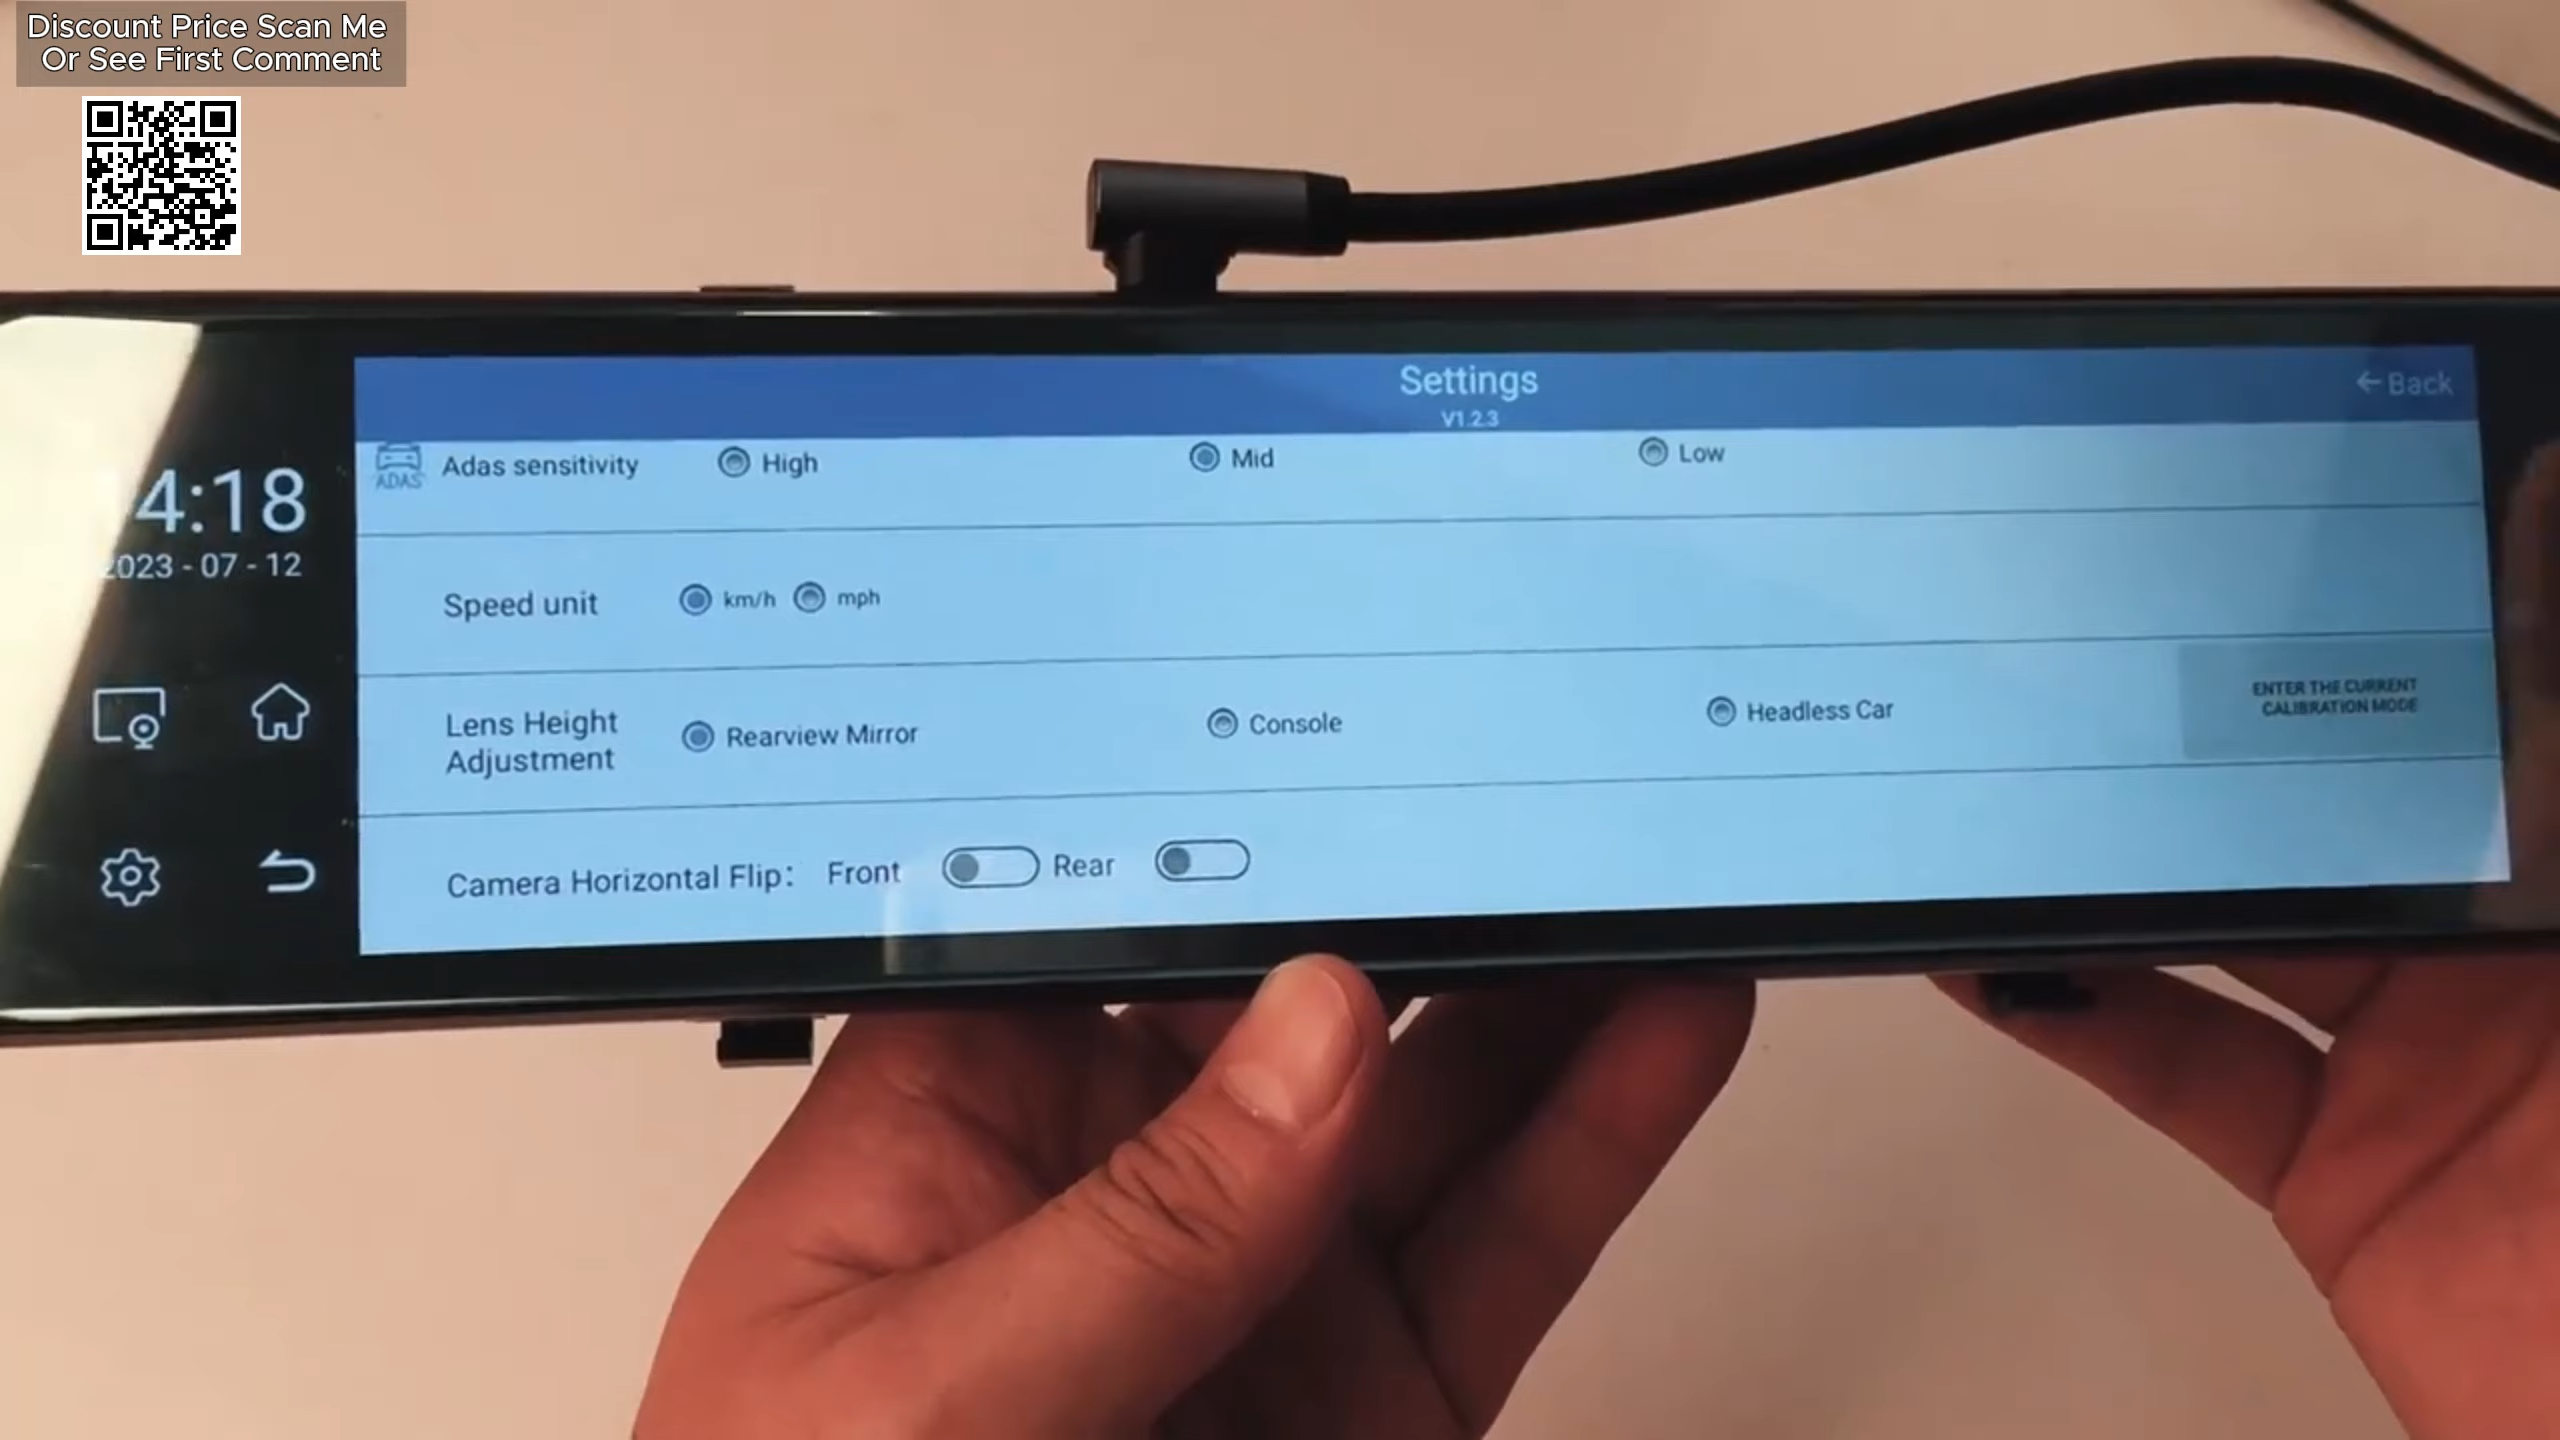 Discount Price Scan Me
Or See First Comment
Settings
V1.2.3
←Back
4:18
2023 - 07 - 12
ADAS
Adas sensitivity High Mid Low
Speed unit km/h mph
Lens Height
Adjustment
Rearview Mirror Console Headless Car
ENTER THE CURRENT
CALIBRATION MODE
Camera Horizontal Flip: Front Rear